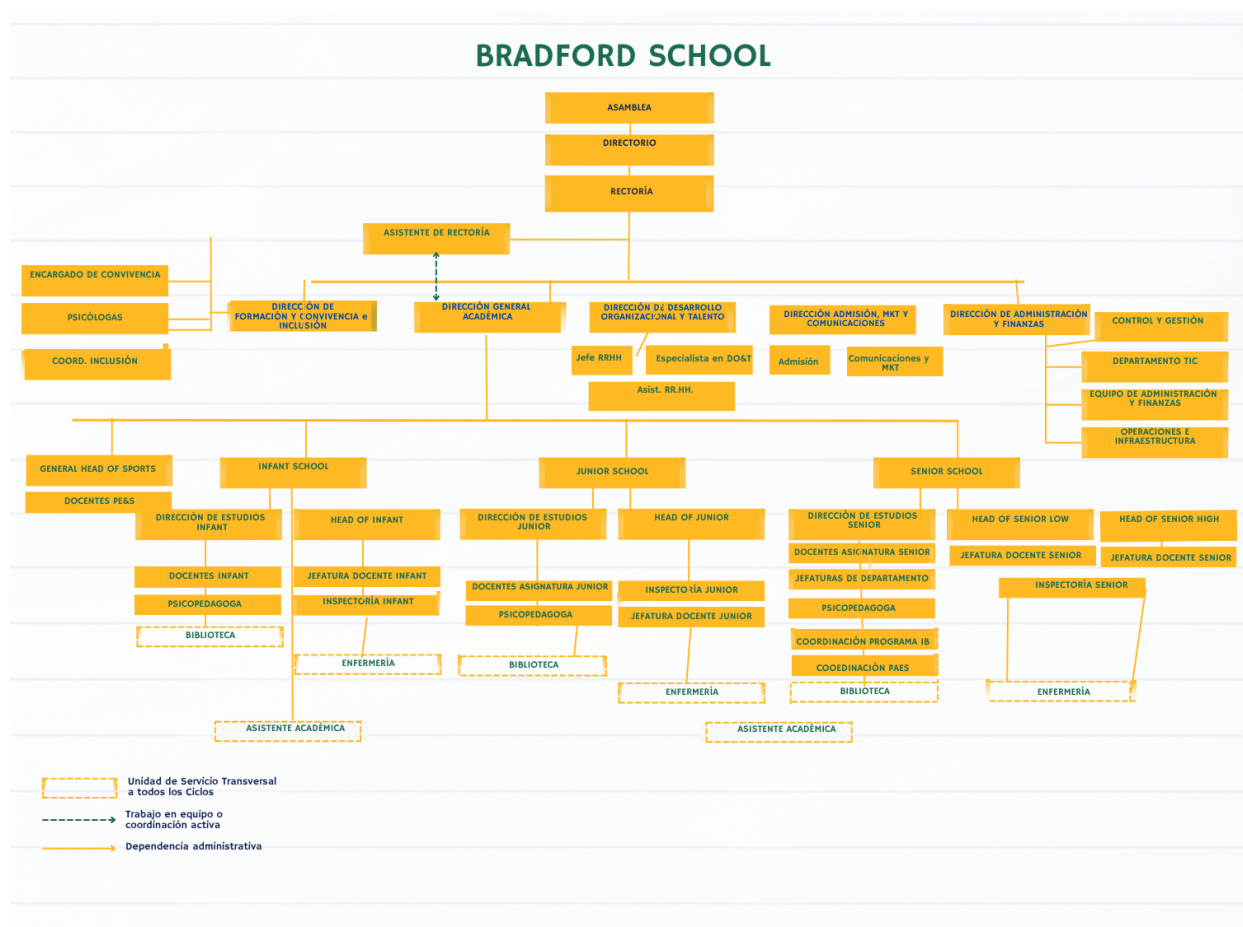 BRADFORD SCHOOL
ASAMBLEA
DIRECTORIO
RECTORÍA
ASISTENTE DE RECTORÍA
ENCARGADO DE CONVIVENCIA
PSICÓLOGAS
COORD. INCLUSIÓN
DIRECCIÓN DE
FORMACIÓN Y CONVIVENCIA e
INCLUSIÓN
DIRECCIÓN GENERAL
ACADÉMICA
DIRECCIÓN DE DESARROLLO
ORGANIZACIONAL Y TALENTO
DIRECCIÓN ADMISIÓN, MKT Y
COMUNICACIONES
DIRECCIÓN DE ADMINISTRACIÓN
Y FINANZAS
CONTROL Y GESTIÓN
Jefe RRHH
Especialista en DO&T
Admisión
Comunicaciones y
MKT
Asist. RR.HH.
DEPARTAMENTO TIC
EQUIPO DE ADMINISTRACIÓN
Y FINANZAS
OPERACIONES E
INFRAESTRUCTURA
GENERAL HEAD OF SPORTS
DOCENTES PE&S
INFANT SCHOOL
JUNIOR SCHOOL
SENIOR SCHOOL
DIRECCIÓN DE ESTUDIOS
INFANT
HEAD OF INFANT
DIRECCIÓN DE ESTUDIOS
JUNIOR
HEAD OF JUNIOR
DIRECCIÓN DE ESTUDIOS
SENIOR
HEAD OF SENIOR LOW
HEAD OF SENIOR HIGH
DOCENTES INFANT
PSICOPEDAGOGA
BIBLIOTECA
JEFATURA DOCENTE INFANT
INSPECTORÍA INFANT
ENFERMERÍA
DOCENTES ASIGNATURA JUNIOR
PSICOPEDAGOGA
BIBLIOTECA
INSPECTORÍA JUNIOR
JEFATURA DOCENTE JUNIOR
ENFERMERÍA
DOCENTES ASIGNATURA SENIOR
JEFATURAS DE DEPARTAMENTO
PSICOPEDAGOGA
COORDINACIÓN PROGRAMA IB
COOEDINACIÓN PAES
BIBLIOTECA
JEFATURA DOCENTE SENIOR
JEFATURA DOCENTE SENIOR
INSPECTORÍA SENIOR
ENFERMERÍA
ASISTENTE ACADÉMICA
ASISTENTE ACADÉMICA
Unidad de Servicio Transversal
a todos los Ciclos
Trabajo en equipo o
coordinación activa
Dependencia administrativa